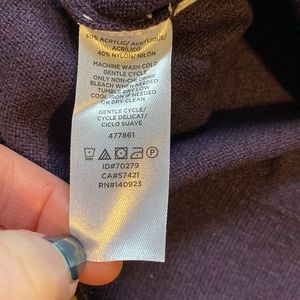 60% ACRYLIC/ ACRYLIQUE/
ACRÍLICO
40% NYLON/NILON
MACHINE WASH COLD
GENTLE CYCLE
ONLY NON-CHLORINE
BLEACH WHEN NEEDED
TUMBLE DRY LOW
COOL IRON IF NEEDED
OR DRY CLEAN
GENTLE CYCLE/
CYCLE DÉLICAT/
CICLO SUAVE
477861
ID#70279
CA#57421
RN#140923